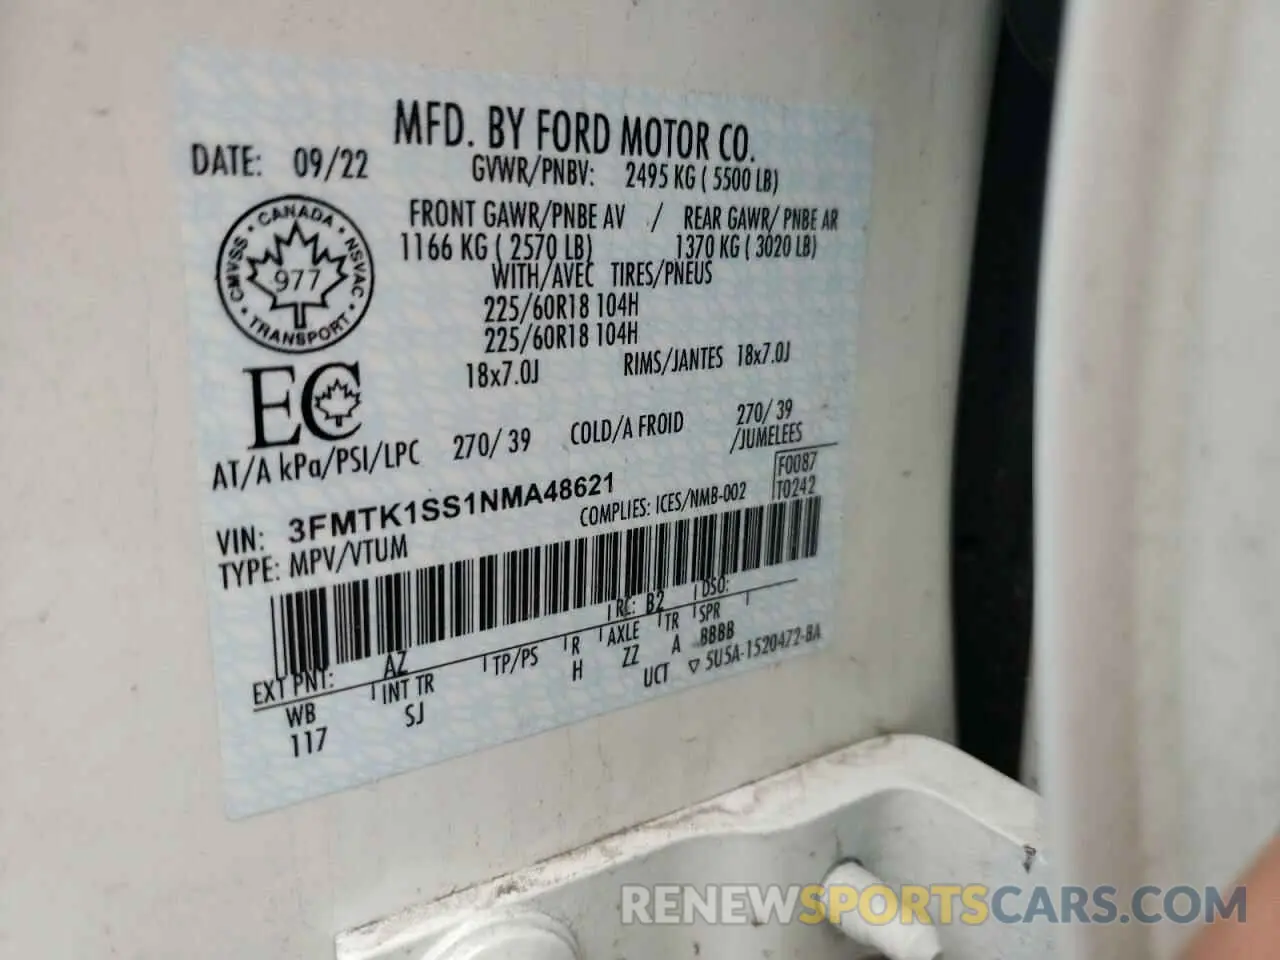 MFD. BY FORD MOTOR CO.
DATE: 09/22
GVWR/PNBV: 2495 KG ( 5500 LB)
FRONT GAWR/PNBE AV / REAR GAWR/ PNBE AR
1166 KG ( 2570 LB) 1370 KG ( 3020 LB)
WITH/AVEC TIRES/PNEUS
225/60R18 104H
225/60R18 104H
18x7.0J RIMS/JANTES 18x7.0J
CANADA
CMVSS 977 NSVAC
TRANSPORT
EC
AT/A kPa/PSI/LPC 270/ 39 COLD/A FROID 270/ 39
/JUMELEES
F0087
T0242
VIN: 3FMTK1SS1NMA48621
COMPLIES: ICES/NMB-002
TYPE: MPV/VTUM
EXT PNT: AZ RC: B2 DSO:
WB INT TR TP/PS R AXLE TR SPR
117 SJ H ZZ A BBBB
UCT 5U5A-1520472-BA
RENEWSPORTSCARS.COM